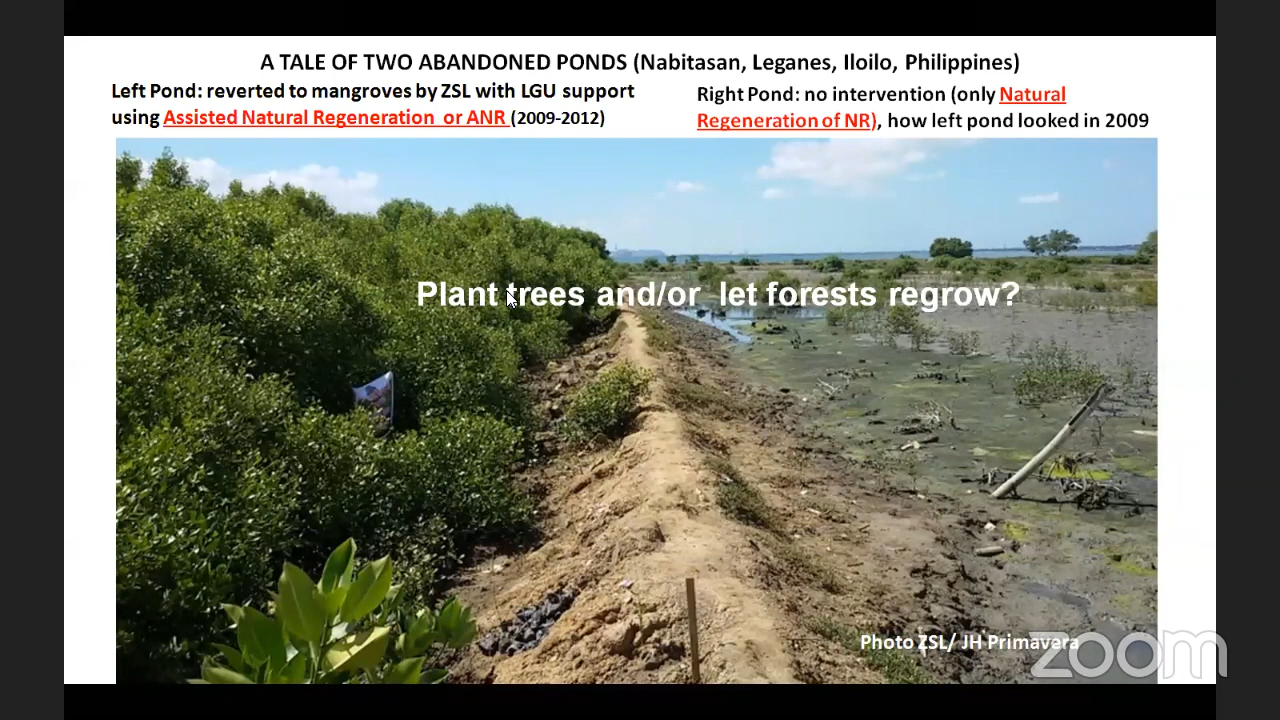 A TALE OF TWO ABANDONED PONDS (Nabitasan, Leganes, Iloilo, Philippines)
Left Pond: reverted to mangroves by ZSL with LGU support
using Assisted Natural Regeneration or ANR (2009-2012)
Right Pond: no intervention (only Natural
Regeneration of NR), how left pond looked in 2009
Plant trees and/or let forests regrow?
Photo ZSL/ JH Primavera
zoom